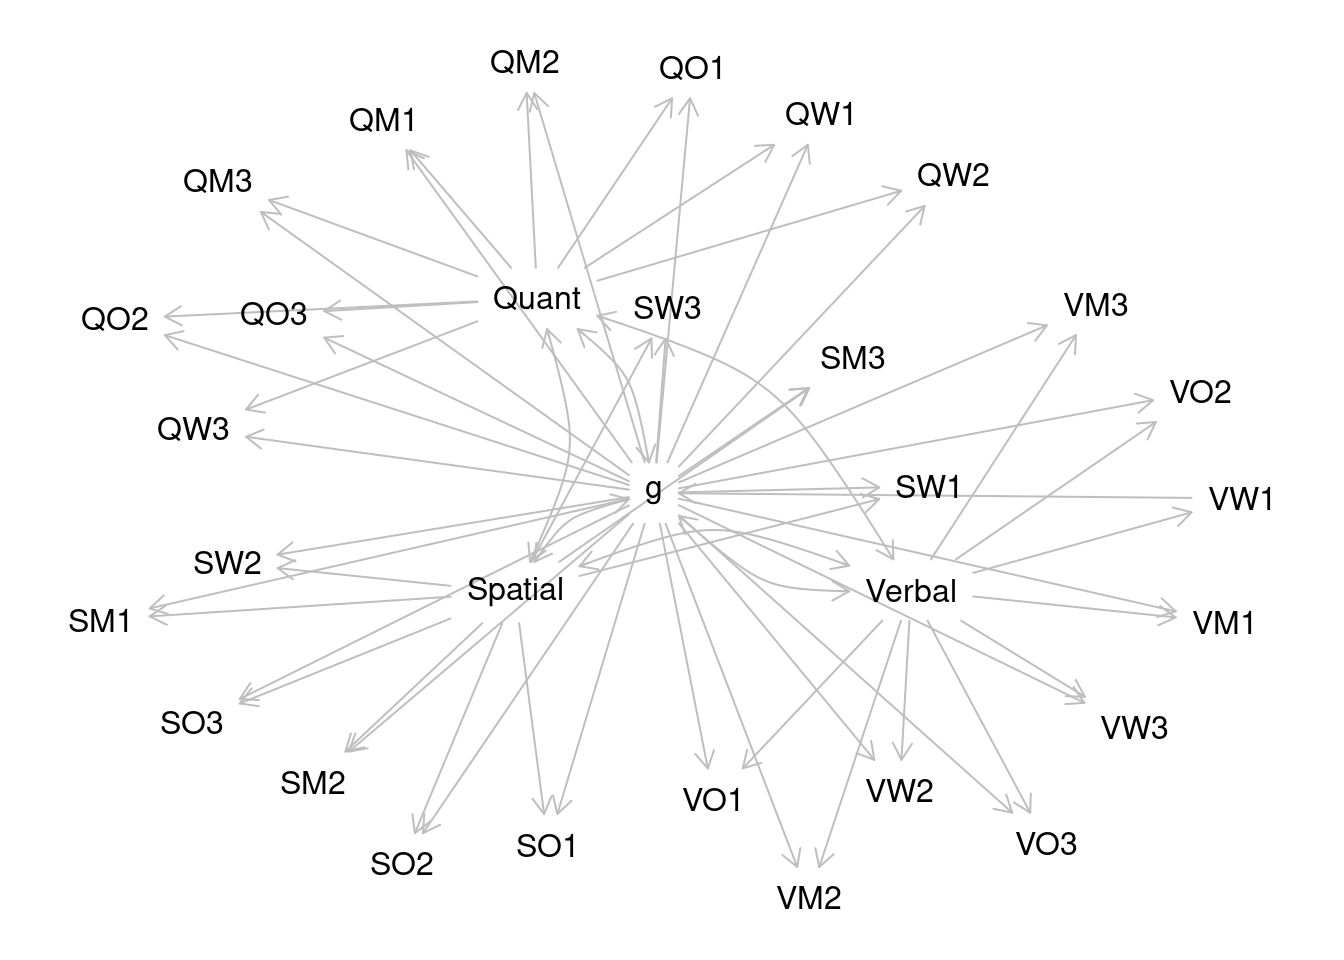 QM2
QO1
QM1
QW1
QM3
QW2
Quant
SW3
VM3
QO2
QO3
SM3
VO2
QW3
g
SW1
VW1
SW2
Spatial
Verbal
SM1
VM1
SO3
VW3
SM2
VO1
VW2
SO2
SO1
VO3
VM2